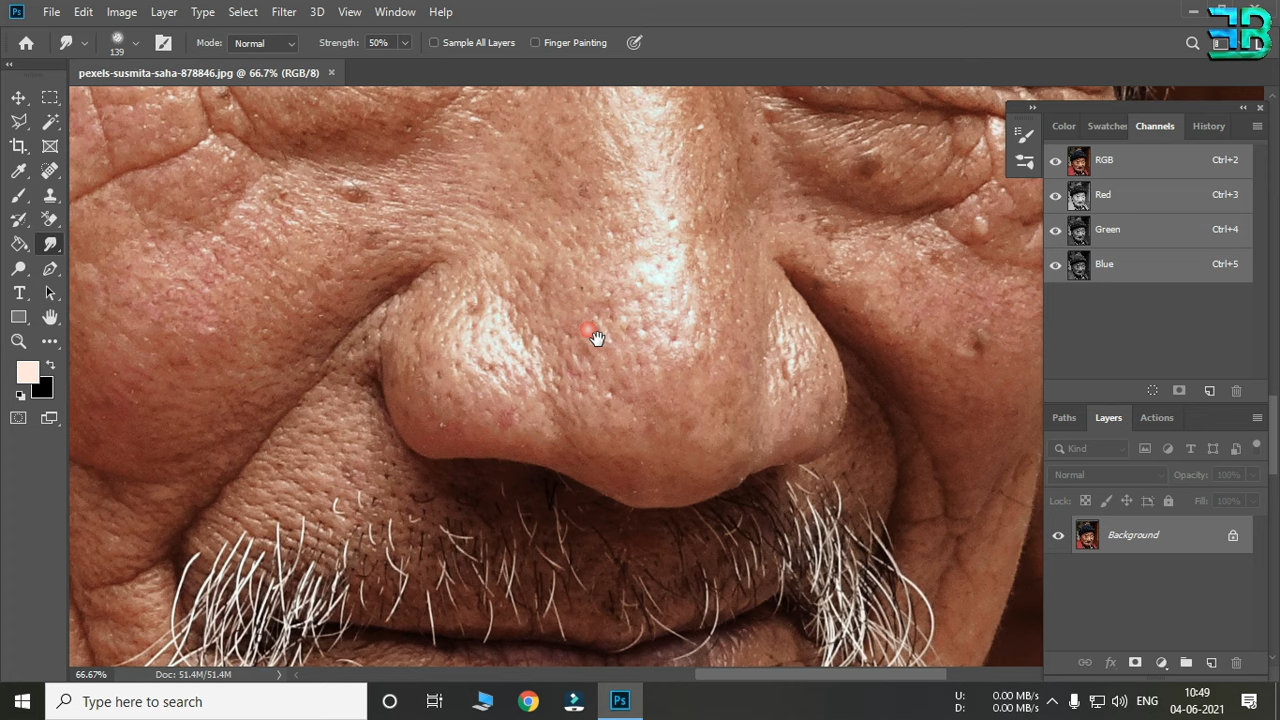 Ps File Edit Image Layer Type Select Filter 3D View Window Help
139 Mode: Normal Strength: 50% Sample All Layers Finger Painting
pexels-susmita-saha-878846.jpg @ 66.7% (RGB/8) ×
Color Swatches Channels History
RGB Ctrl+2
Red Ctrl+3
Green Ctrl+4
Blue Ctrl+5
Paths Layers Actions
Kind
Normal Opacity: 100%
Lock: Fill: 100%
Background
66.67% Doc: 51.4M/51.4M
Type here to search
Ps
U: 0.00 MB/s
D: 0.00 MB/s
ENG
10:49
04-06-2021